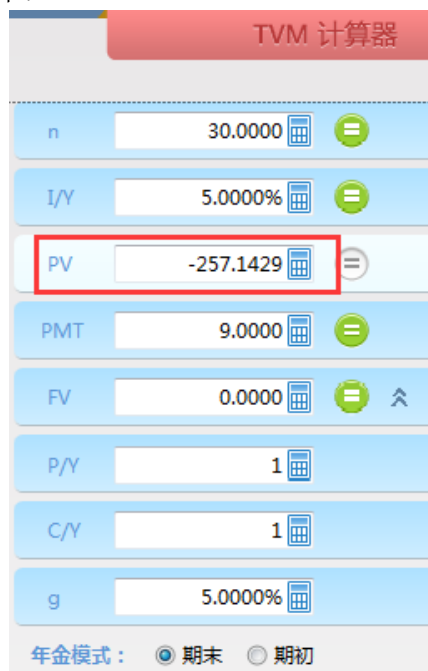 TVM 计算器
n 30.0000
I/Y 5.0000%
PV -257.1429
PMT 9.0000
FV 0.0000
P/Y 1
C/Y 1
g 5.0000%
年金模式： 期末 期初